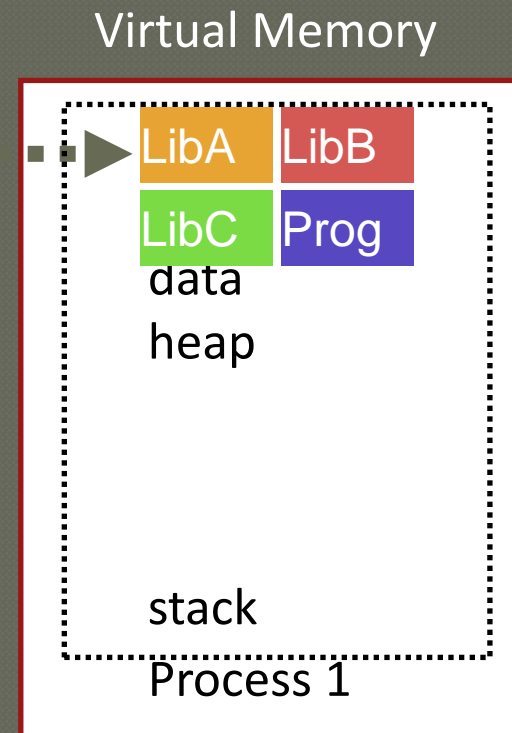 Virtual Memory
LibA LibB
LibC Prog
data
heap
stack
Process 1